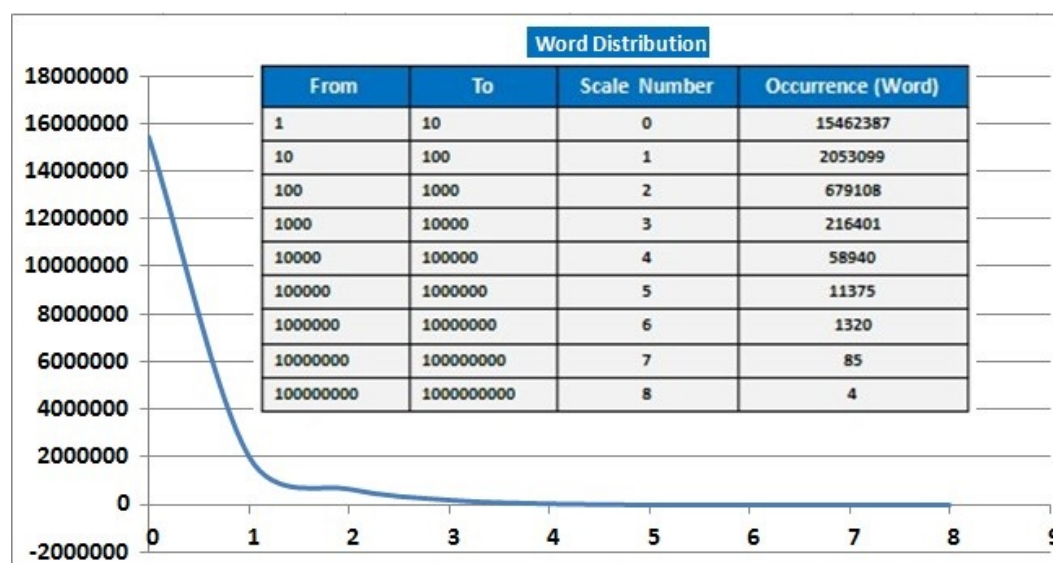 Word Distribution
From To Scale Number Occurrence (Word)
1 10 0 15462387
10 100 1 2053099
100 1000 2 679108
1000 10000 3 216401
10000 100000 4 58940
100000 1000000 5 11375
1000000 10000000 6 1320
10000000 100000000 7 85
100000000 1000000000 8 4
18000000
16000000
14000000
12000000
10000000
8000000
6000000
4000000
2000000
0
-2000000
0 1 2 3 4 5 6 7 8 9